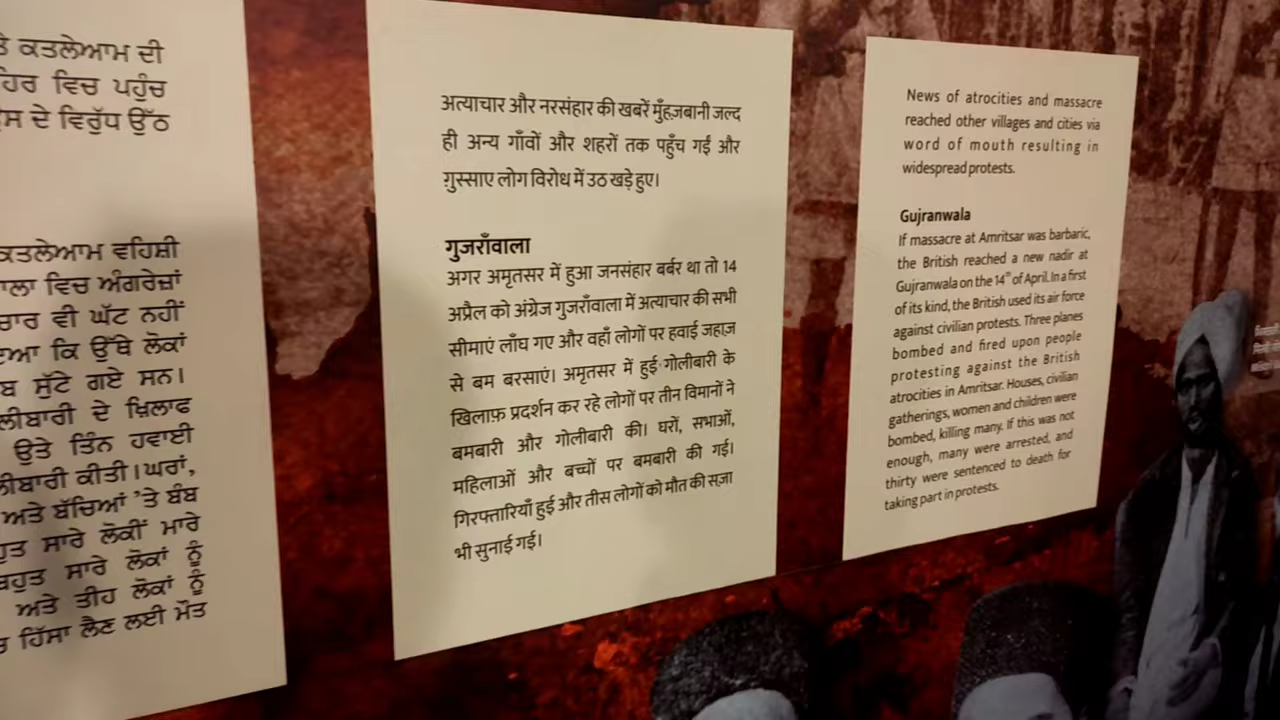 ਤੇ ਕਤਲੇਆਮ ਦੀ
ਹਿਰ ਵਿਚ ਪਹੁੰਚ
ਸ ਦੇ ਵਿਰੁੱਧ ਉੱਠ
ਕਤਲੇਆਮ ਵਹਿਸ਼ੀ
ਾਲਾ ਵਿਚ ਅੰਗਰੇਜ਼ਾਂ
ਚਾਰ ਵੀ ਘੱਟ ਨਹੀਂ
ਕਿ ਉੱਥੇ ਲੋਕਾਂ
ਬ ਸੁੱਟੇ ਗਏ ਸਨ।
ਲੀਬਾਰੀ ਦੇ ਖ਼ਿਲਾਫ
ਉਤੇ ਤਿੰਨ ਹਵਾਈ
ਲੀਬਾਰੀ ਕੀਤੀ। ਘਰਾਂ,
ਅਤੇ ਬੱਚਿਆਂ ’ਤੇ ਬੰਬ
ਹੁਤ ਸਾਰੇ ਲੋਕੀਂ ਮਾਰੇ
ਬਹੁਤ ਸਾਰੇ ਲੋਕਾਂ ਨੂੰ
ਅਤੇ ਤੀਹ ਲੋਕਾਂ ਨੂੰ
ਹਿੱਸਾ ਲੈਣ ਲਈ ਮੌਤ
अत्याचार और नरसंहार की खबरें मुँहज़बानी जल्द
ही अन्य गाँवों और शहरों तक पहुँच गईं और
ग़ुस्साए लोग विरोध में उठ खड़े हुए।
गुजराँवाला
अगर अमृतसर में हुआ जनसंहार बर्बर था तो 14
अप्रैल को अंग्रेज गुजराँवाला में अत्याचार की सभी
सीमाएं लाँघ गए और वहाँ लोगों पर हवाई जहाज़
से बम बरसाएं। अमृतसर में हुई गोलीबारी के
खिलाफ़ प्रदर्शन कर रहे लोगों पर तीन विमानों ने
बमबारी और गोलीबारी की। घरों, सभाओं,
महिलाओं और बच्चों पर बमबारी की गई।
गिरफ्तारियाँ हुई और तीस लोगों को मौत की सज़ा
भी सुनाई गई।
News of atrocities and massacre
reached other villages and cities via
word of mouth resulting in
widespread protests.
Gujranwala
If massacre at Amritsar was barbaric,
the British reached a new nadir at
Gujranwala on the 14th of April. In a first
of its kind, the British used its air force
against civilian protests. Three planes
bombed and fired upon people
protesting against the British
atrocities in Amritsar. Houses, civilian
gatherings, women and children were
bombed, killing many. If this was not
enough, many were arrested, and
thirty were sentenced to death for
taking part in protests.